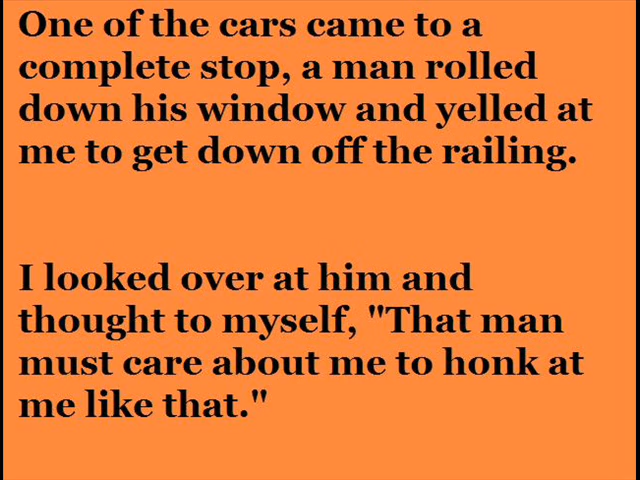 One of the cars came to a
complete stop, a man rolled
down his window and yelled at
me to get down off the railing.
I looked over at him and
thought to myself, "That man
must care about me to honk at
me like that."